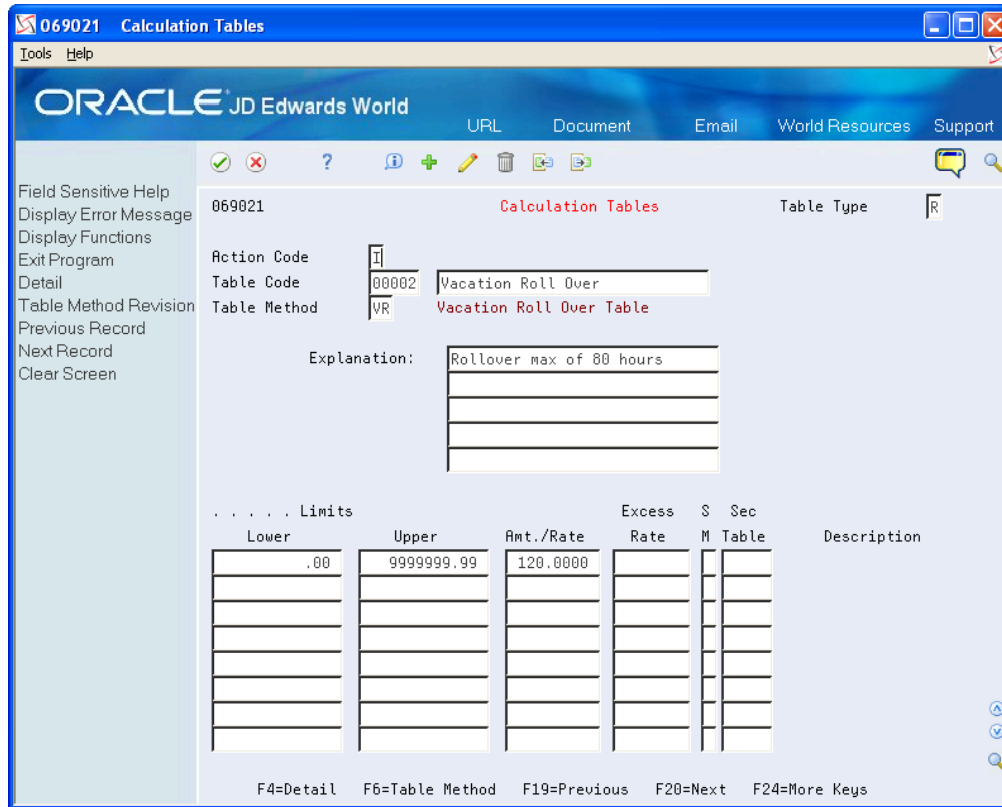 069021 Calculation Tables
Tools Help
ORACLE JD Edwards World
URL Document Email World Resources Support
Field Sensitive Help
Display Error Message
Display Functions
Exit Program
Detail
Table Method Revision
Previous Record
Next Record
Clear Screen
069021 Calculation Tables Table Type R
Action Code I
Table Code 00002 Vacation Roll Over
Table Method VR Vacation Roll Over Table
Explanation: Rollover max of 80 hours
. . . . . Limits Excess S Sec
Lower Upper Amt./Rate Rate M Table Description
.00 9999999.99 120.0000
F4=Detail F6=Table Method F19=Previous F20=Next F24=More Keys